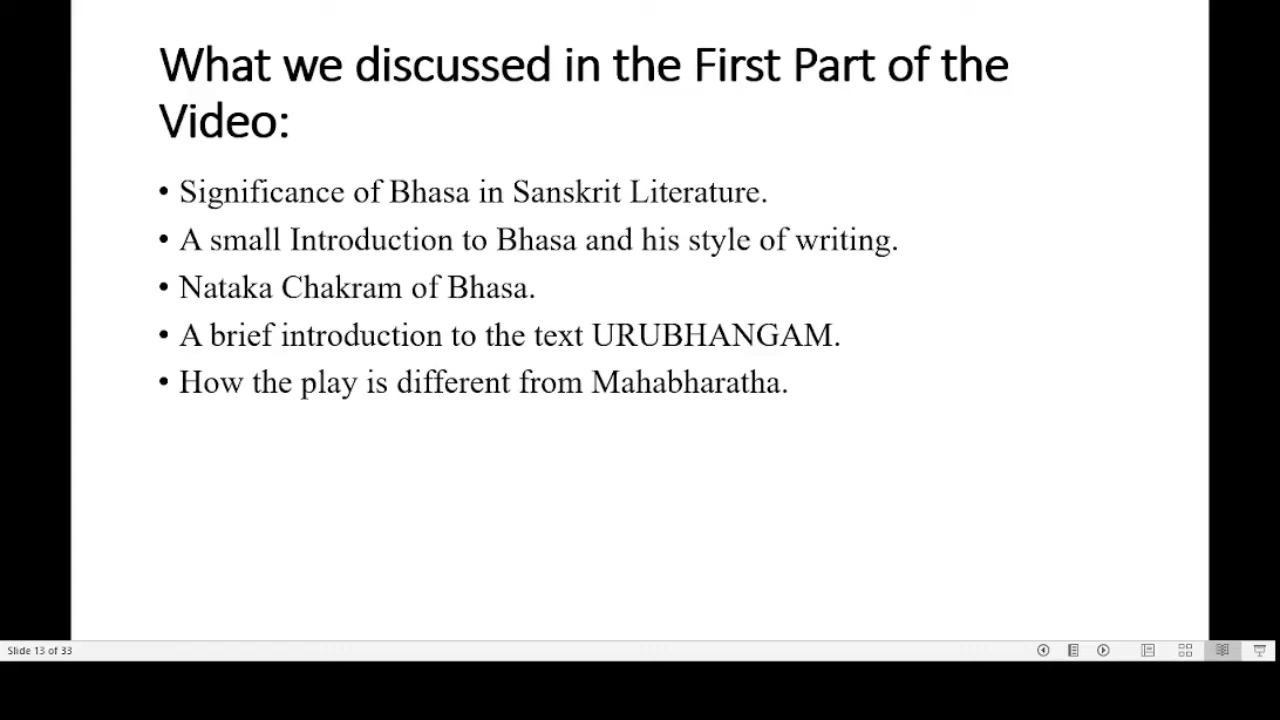 What we discussed in the First Part of the
Video:
• Significance of Bhasa in Sanskrit Literature.
• A small Introduction to Bhasa and his style of writing.
• Nataka Chakram of Bhasa.
• A brief introduction to the text URUBHANGAM.
• How the play is different from Mahabharatha.
Slide 13 of 33